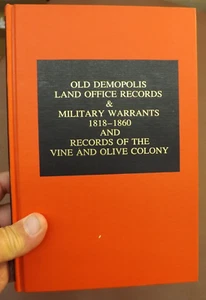 OLD DEMOPOLIS
LAND OFFICE RECORDS
&
MILITARY WARRANTS
1818-1860
AND
RECORDS OF THE
VINE AND OLIVE COLONY